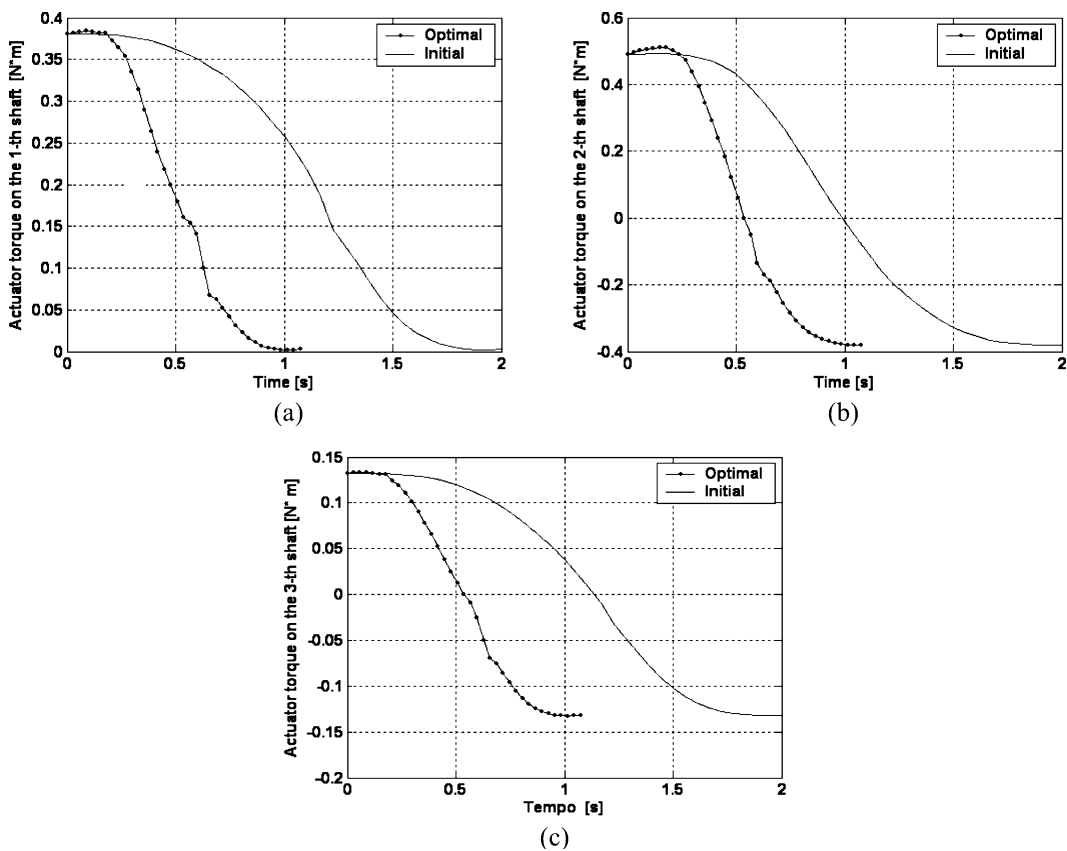 Actuator torque on the 1-th shaft [N*m]
0.4
0.35
0.3
0.25
0.2
0.15
0.1
0.05
0
Optimal
Initial
0 0.5 1 1.5 2
Time [s]
(a)
Actuator torque on the 2-th shaft [N*m]
0.6
0.4
0.2
0
-0.2
-0.4
Optimal
Initial
0 0.5 1 1.5 2
Time [s]
(b)
Actuator torque on the 3-th shaft [N* m]
0.15
0.1
0.05
0
-0.05
-0.1
-0.15
-0.2
Optimal
Initial
0 0.5 1 1.5 2
Tempo [s]
(c)